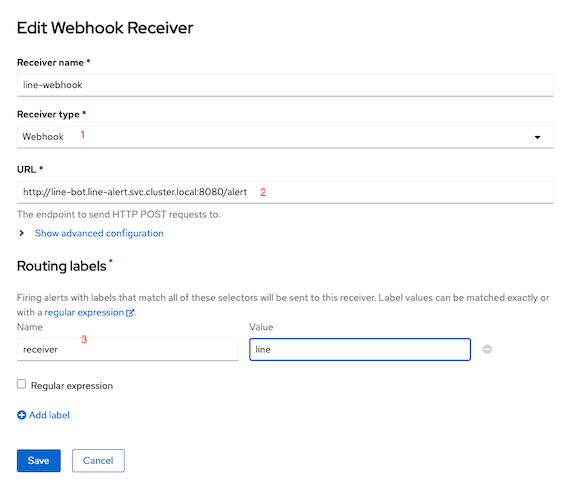 Edit Webhook Receiver
Receiver name *
line-webhook
Receiver type *
Webhook 1
URL *
http://line-bot.line-alert.svc.cluster.local:8080/alert 2
The endpoint to send HTTP POST requests to.
Show advanced configuration
Routing labels *
Firing alerts with labels that match all of these selectors will be sent to this receiver. Label values can be matched exactly or
with a regular expression.
Name Value
3
receiver line
Regular expression
Add label
Save Cancel